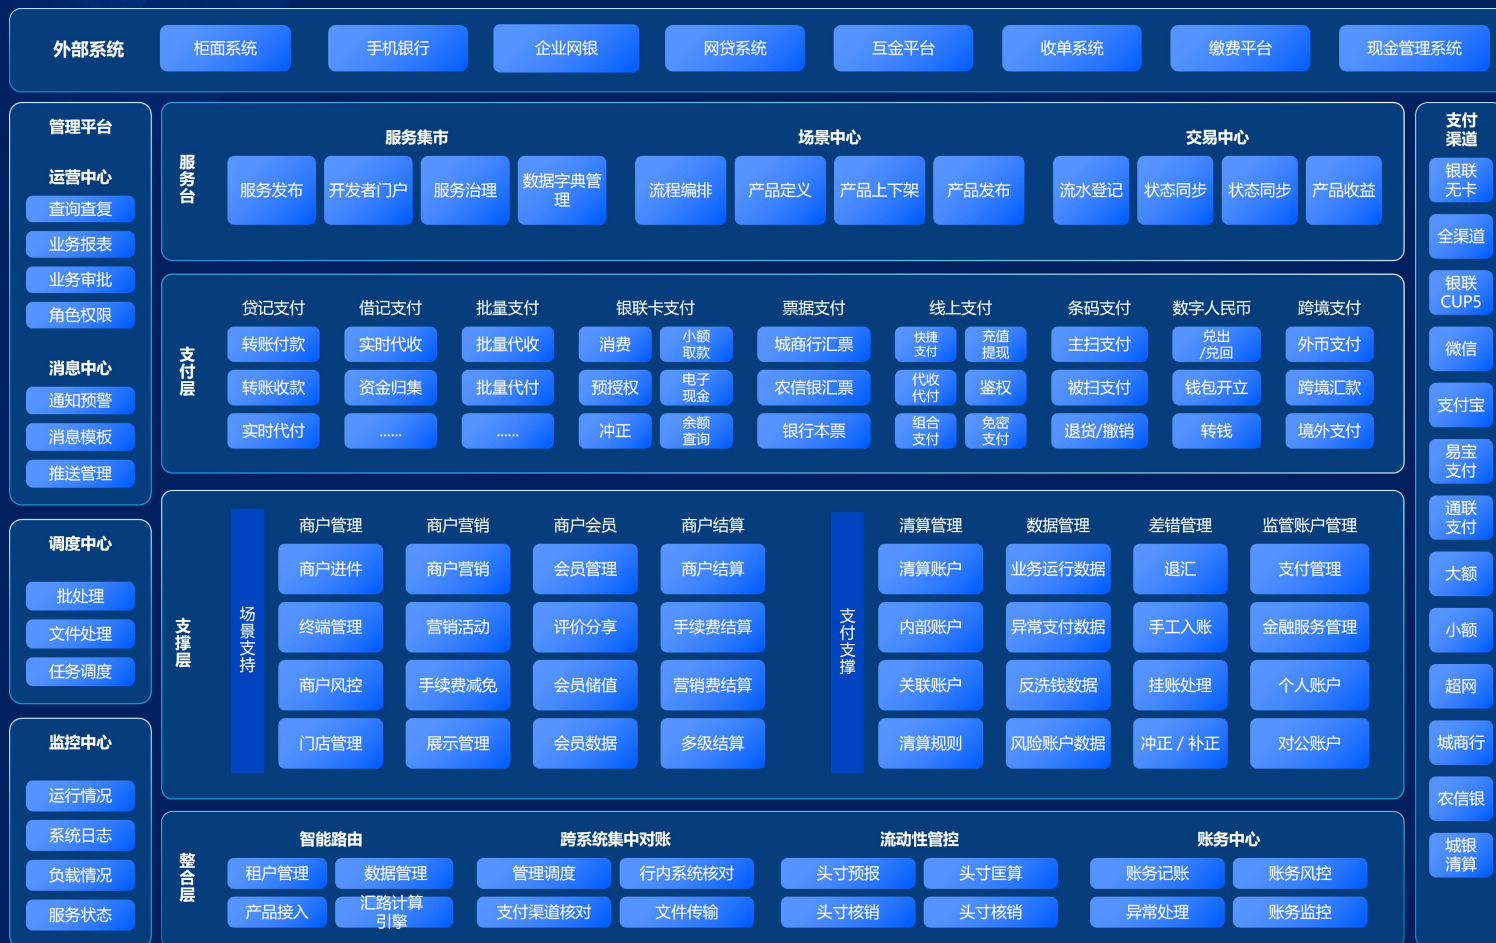 外部系统
柜面系统
手机银行
企业网银
网贷系统
互金平台
收单系统
缴费平台
现金管理系统
管理平台
运营中心
查询查复
业务报表
业务审批
角色权限
消息中心
通知预警
消息模板
推送管理
调度中心
批处理
文件处理
任务调度
监控中心
运行情况
系统日志
负载情况
服务状态
服务台
服务集市
服务发布
开发者门户
服务治理
数据字典管
理
场景中心
流程编排
产品定义
产品上下架
产品发布
交易中心
流水登记
状态同步
状态同步
产品收益
支付层
贷记支付
转账付款
转账收款
实时代付
借记支付
实时代收
资金归集
......
批量支付
批量代收
批量代付
......
银联卡支付
消费
小额
取款
预授权
电子
现金
冲正
余额
查询
票据支付
城商行汇票
农信银汇票
银行本票
线上支付
快捷
支付
充值
提现
代收
代付
鉴权
组合
支付
免密
支付
条码支付
主扫支付
被扫支付
退货/撤销
数字人民币
兑出
/兑回
钱包开立
转钱
跨境支付
外币支付
跨境汇款
境外支付
支撑层
场景支持
商户管理
商户进件
终端管理
商户风控
门店管理
商户营销
商户营销
营销活动
手续费减免
展示管理
商户会员
会员管理
评价分享
会员储值
会员数据
商户结算
商户结算
手续费结算
营销费结算
多级结算
支付支撑
清算管理
清算账户
内部账户
关联账户
清算规则
数据管理
业务运行数据
异常支付数据
反洗钱数据
风险账户数据
差错管理
退汇
手工入账
挂账处理
冲正 / 补正
监管账户管理
支付管理
金融服务管理
个人账户
对公账户
整合层
智能路由
租户管理
数据管理
产品接入
汇路计算
引擎
跨系统集中对账
管理调度
行内系统核对
支付渠道核对
文件传输
流动性管控
头寸预报
头寸匡算
头寸核销
头寸核销
账务中心
账务记账
账务风控
异常处理
账务监控
支付
渠道
银联
无卡
全渠道
银联
CUP5
微信
支付宝
易宝
支付
通联
支付
大额
小额
超网
城商行
农信银
城银
清算